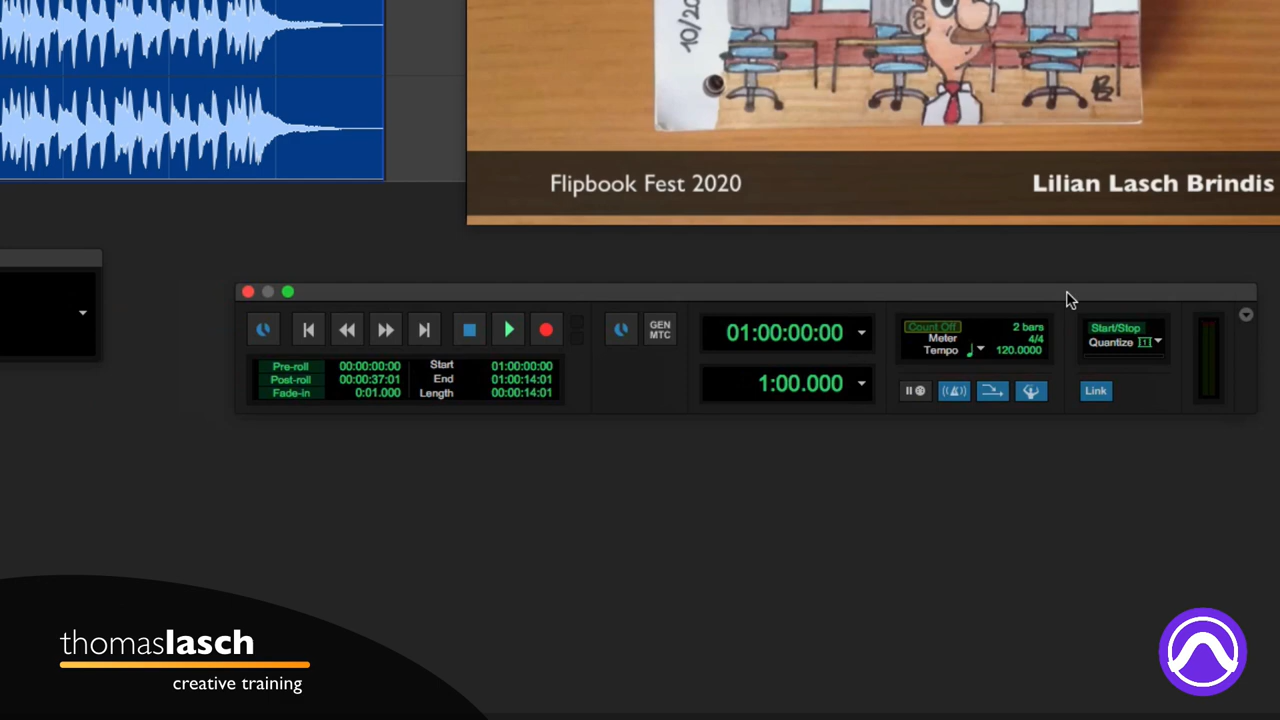 10/20
Flipbook Fest 2020
Lilian Lasch Brindis
GEN
MTC
01:00:00:00
1:00.000
Count Off 2 bars
Meter 4/4
Tempo 120.0000
Start/Stop
Quantize [1]
Link
Pre-roll 00:00:00:00 Start 01:00:00:00
Post-roll 00:00:37:01 End 01:00:14:01
Fade-in 0:01.000 Length 00:00:14:01
thomaslasch
creative training